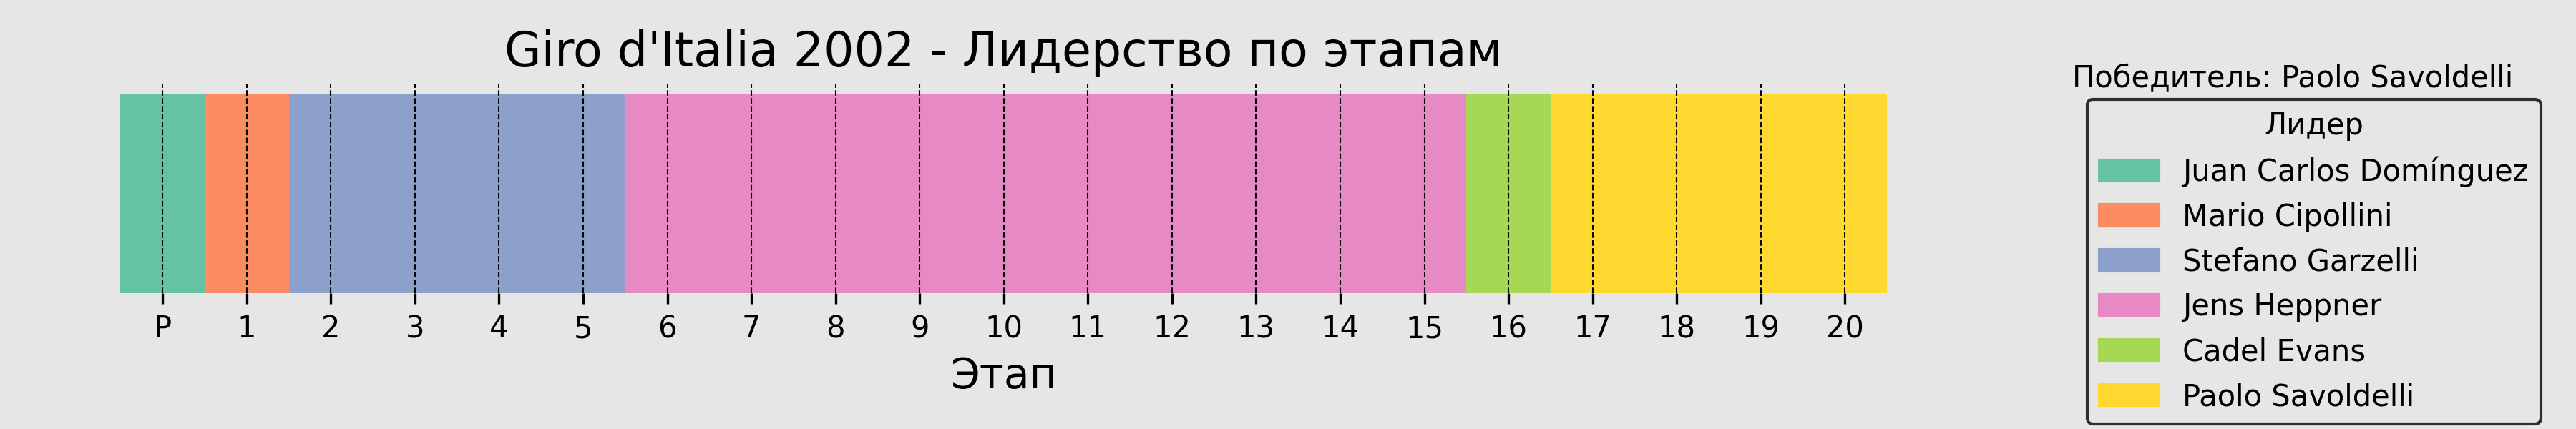 Giro d'Italia 2002 - Лидерство по этапам
P 1 2 3 4 5 6 7 8 9 10 11 12 13 14 15 16 17 18 19 20
Этап
Победитель: Paolo Savoldelli
Лидер
Juan Carlos Domínguez
Mario Cipollini
Stefano Garzelli
Jens Heppner
Cadel Evans
Paolo Savoldelli